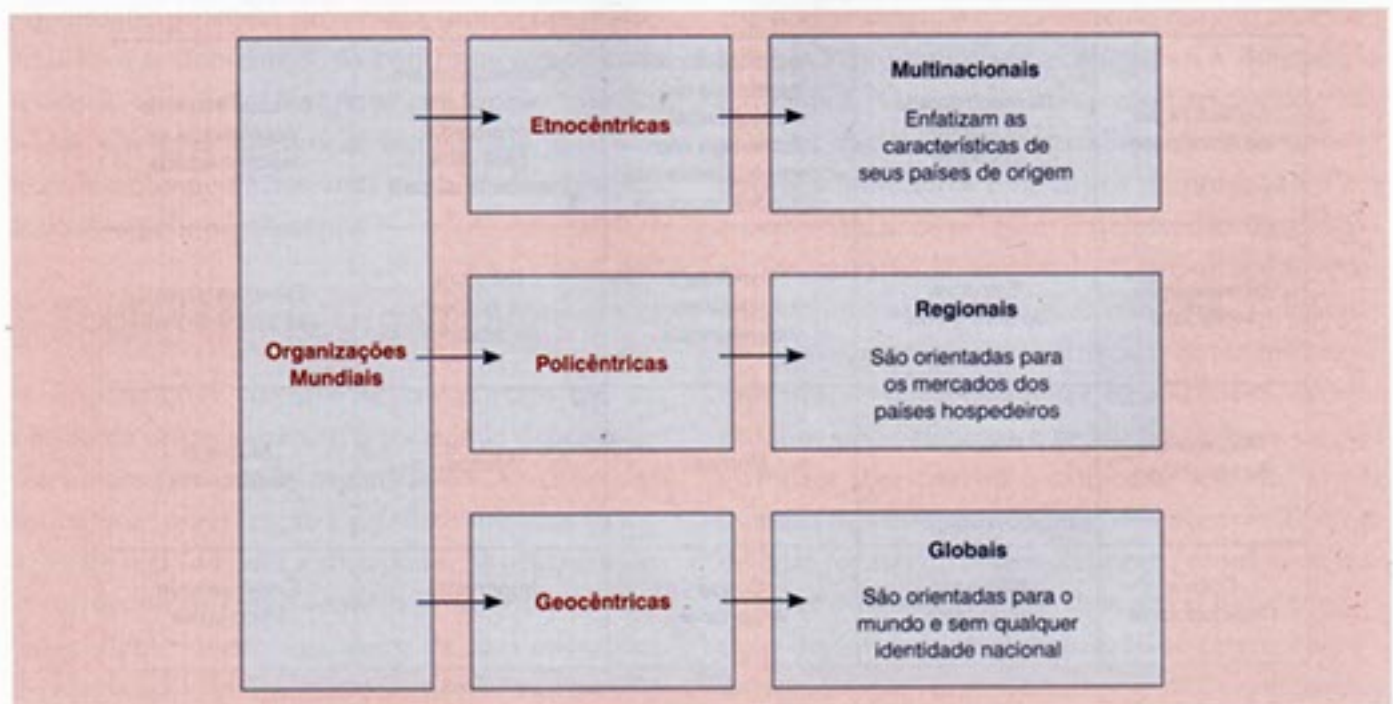 Organizações
Mundiais
Etnocêntricas
Multinacionais
Enfatizam as
características de
seus países de origem
Policêntricas
Regionais
São orientadas para
os mercados dos
países hospedeiros
Geocêntricas
Globais
São orientadas para o
mundo e sem qualquer
identidade nacional